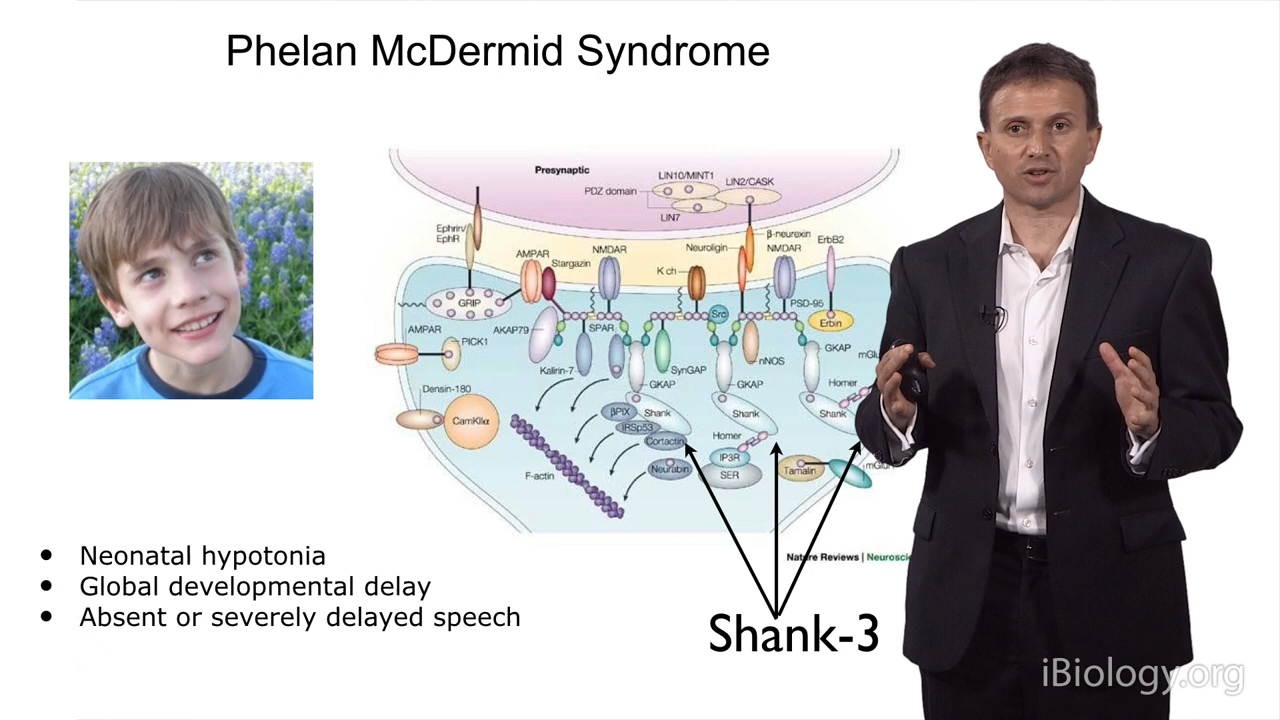 Phelan McDermid Syndrome
Presynaptic
LIN10/MINT1
LIN2/CASK
PDZ domain
LIN7
Ephrin/
EphR
AMPAR
Stargazin
NMDAR
Neuroligin
β-neurexin
NMDAR
ErbB2
K ch
GRIP
PSD-95
Src
Erbin
AMPAR
AKAP79
SPAR
PICK1
Kalirin-7
SynGAP
nNOS
GKAP
GKAP
GKAP
mGlu
Densin-180
Homer
CamKIIα
βPIX
Shank
Shank
Shank
IRSp53
Cortactin
Homer
IP3R
F-actin
Neurabin
SER
Tamalin
mGlu
Nature Reviews | Neurosci
• Neonatal hypotonia
• Global developmental delay
• Absent or severely delayed speech
Shank-3
iBiology.org